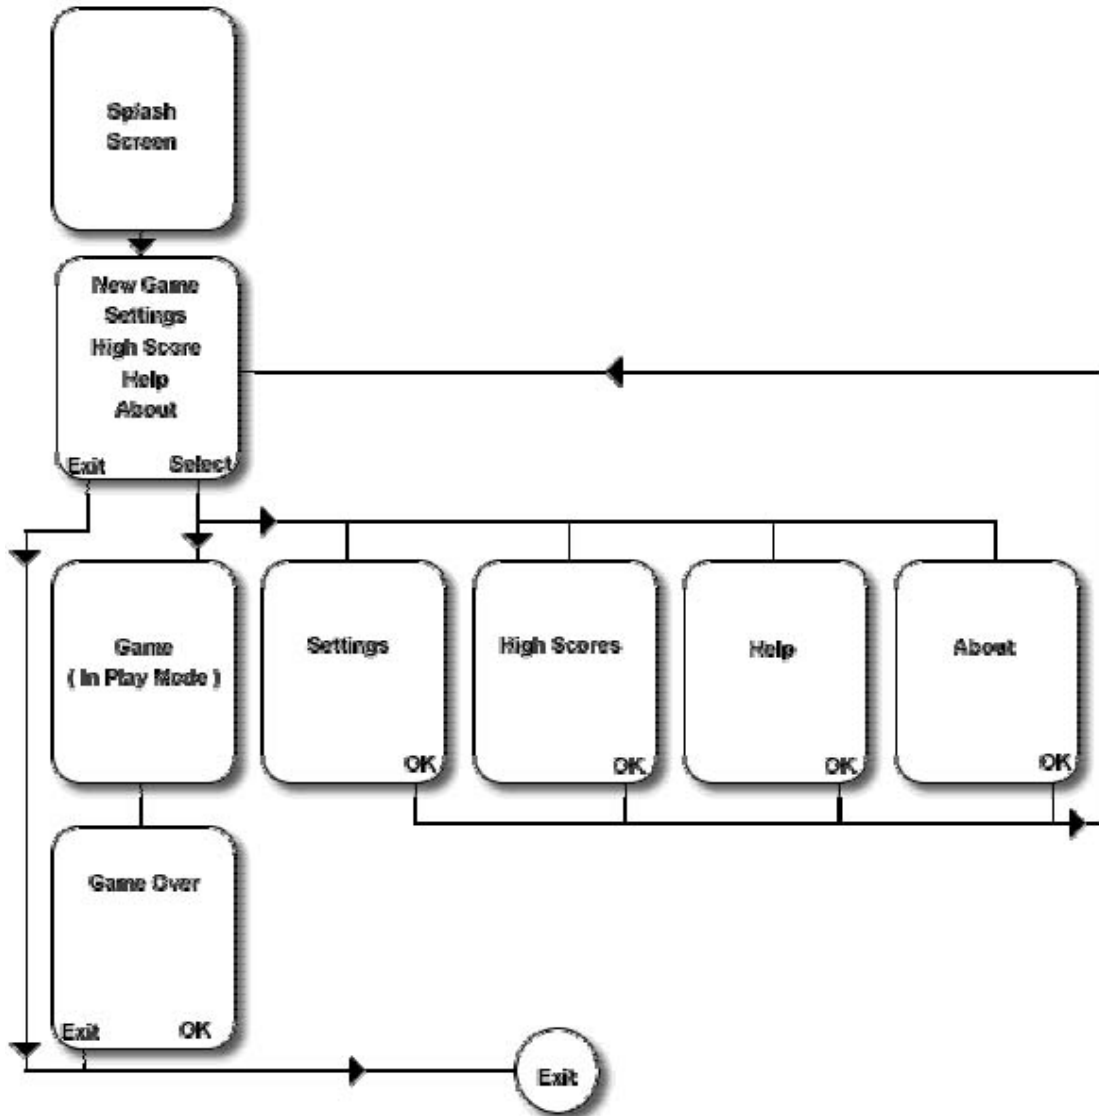 Splash
Screen
New Game
Settings
High Score
Help
About
Exit
Select
Game
( In Play Mode )
Settings
OK
High Scores
OK
Help
OK
About
OK
Game Over
Exit
OK
Exit